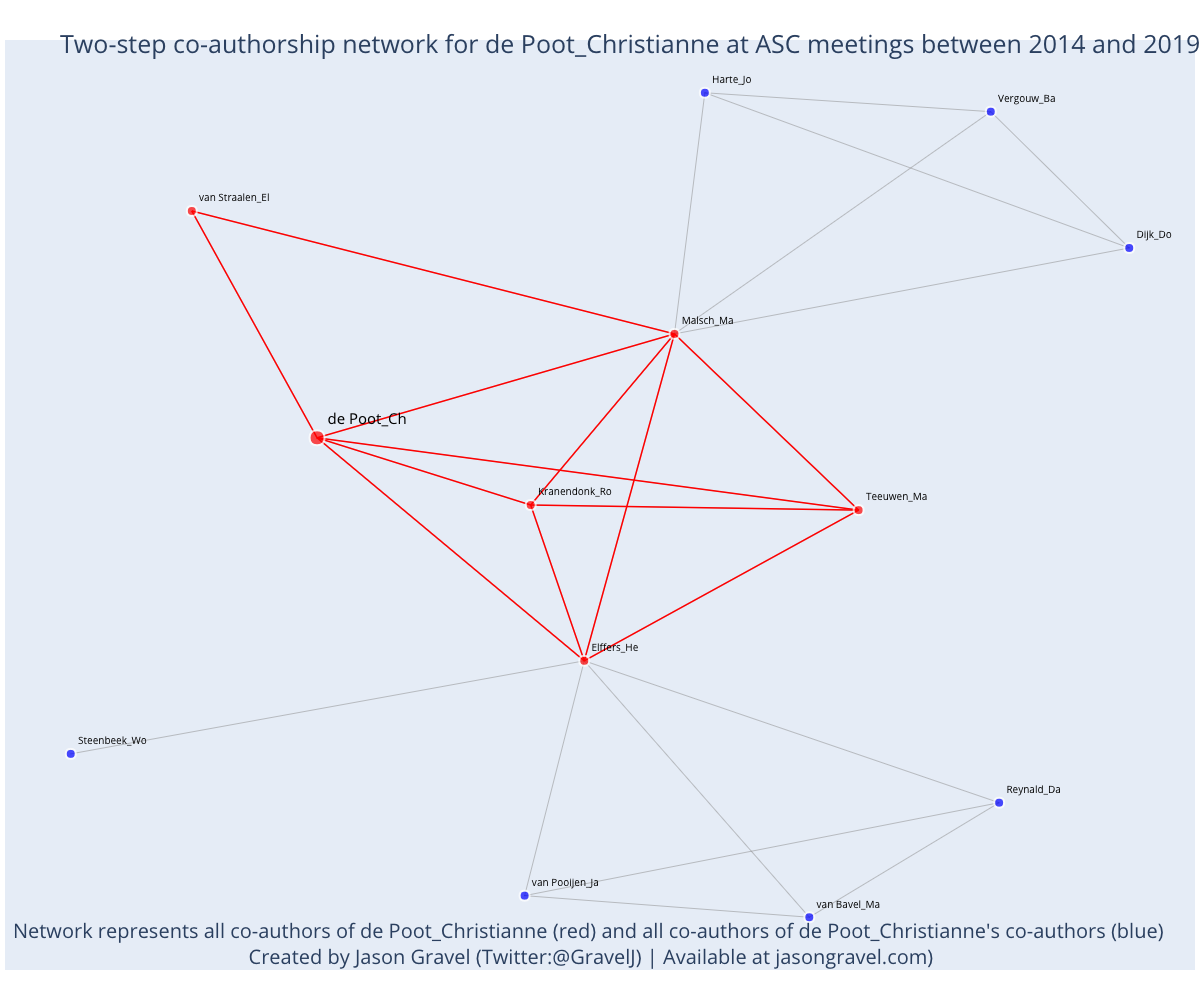 Two-step co-authorship network for de Poot_Christianne at ASC meetings between 2014 and 2019
Harte_Jo
Vergouw_Ba
van Straalen_El
Dijk_Do
Malsch_Ma
de Poot_Ch
Kranendonk_Ro
Teeuwen_Ma
Elffers_He
Steenbeek_Wo
Reynald_Da
van Pooijen_Ja
van Bavel_Ma
Network represents all co-authors of de Poot_Christianne (red) and all co-authors of de Poot_Christianne's co-authors (blue)
Created by Jason Gravel (Twitter:@GravelJ) | Available at jasongravel.com)